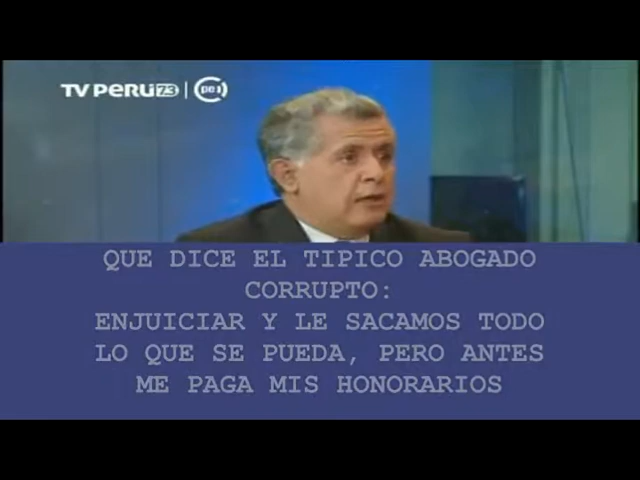 TV PERU 7.3 pe
QUE DICE EL TIPICO ABOGADO
CORRUPTO:
ENJUICIAR Y LE SACAMOS TODO
LO QUE SE PUEDA, PERO ANTES
ME PAGA MIS HONORARIOS